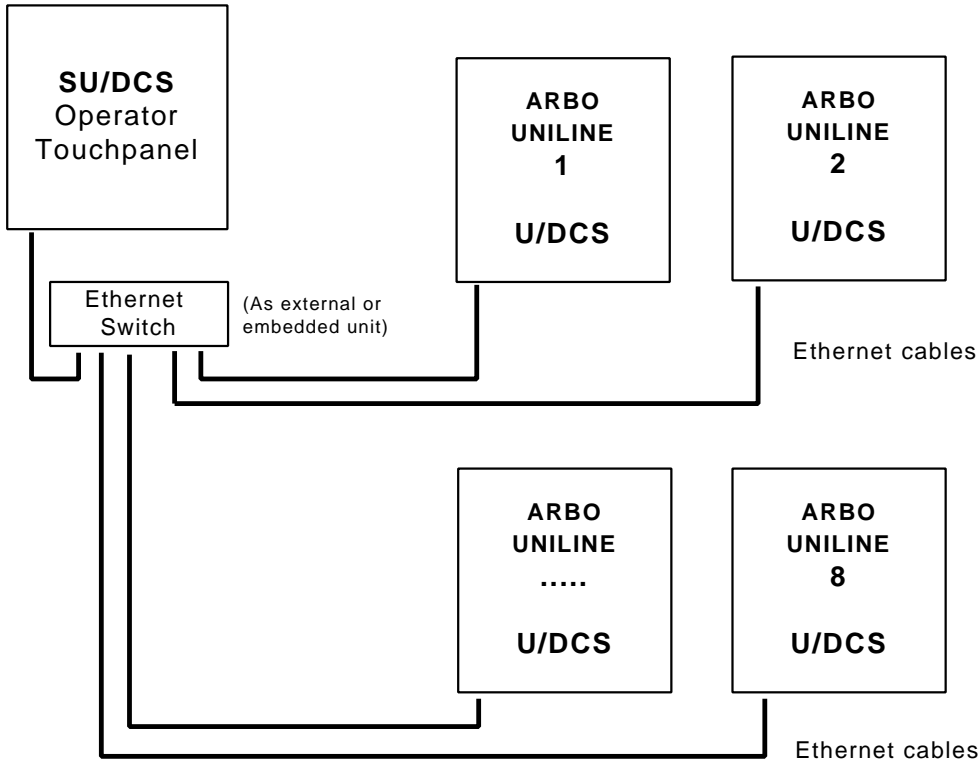 SU/DCS
Operator
Touchpanel
ARBO
UNILINE
1
U/DCS
ARBO
UNILINE
2
U/DCS
Ethernet
Switch
(As external or
embedded unit)
Ethernet cables
ARBO
UNILINE
.....
U/DCS
ARBO
UNILINE
8
U/DCS
Ethernet cables